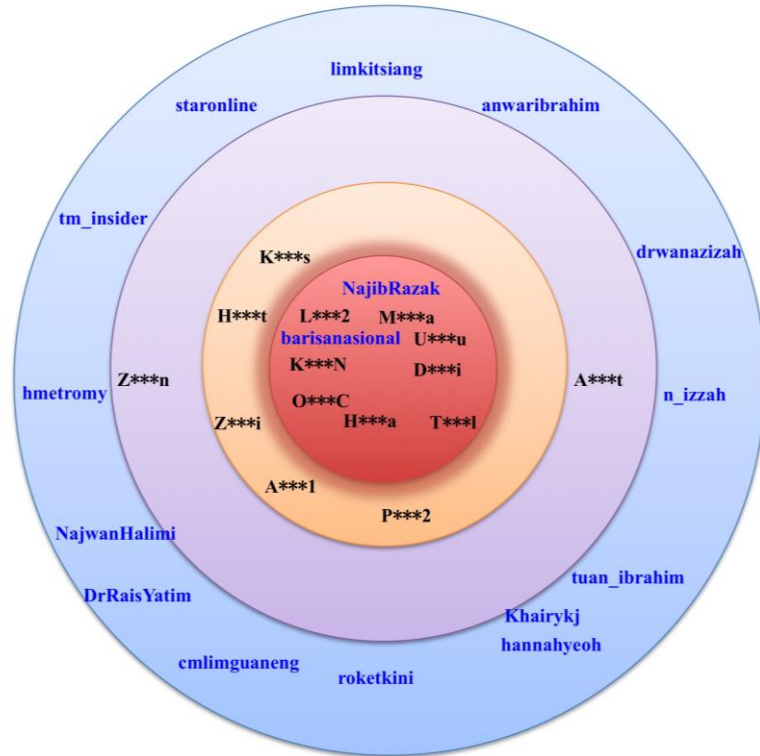 limkitsiang
staronline
anwaribrahim
tm_insider
drwanazizah
K***s
NajibRazak
H***t
L***2
M***a
barisanasional
U***u
K***N
D***i
hmetromy
Z***n
A***t
n_izzah
O***C
Z***i
H***a
T***l
A***1
P***2
NajwanHalimi
tuan_ibrahim
DrRaisYatim
Khairykj
hannahyeoh
cmlimguaneng
roketkini